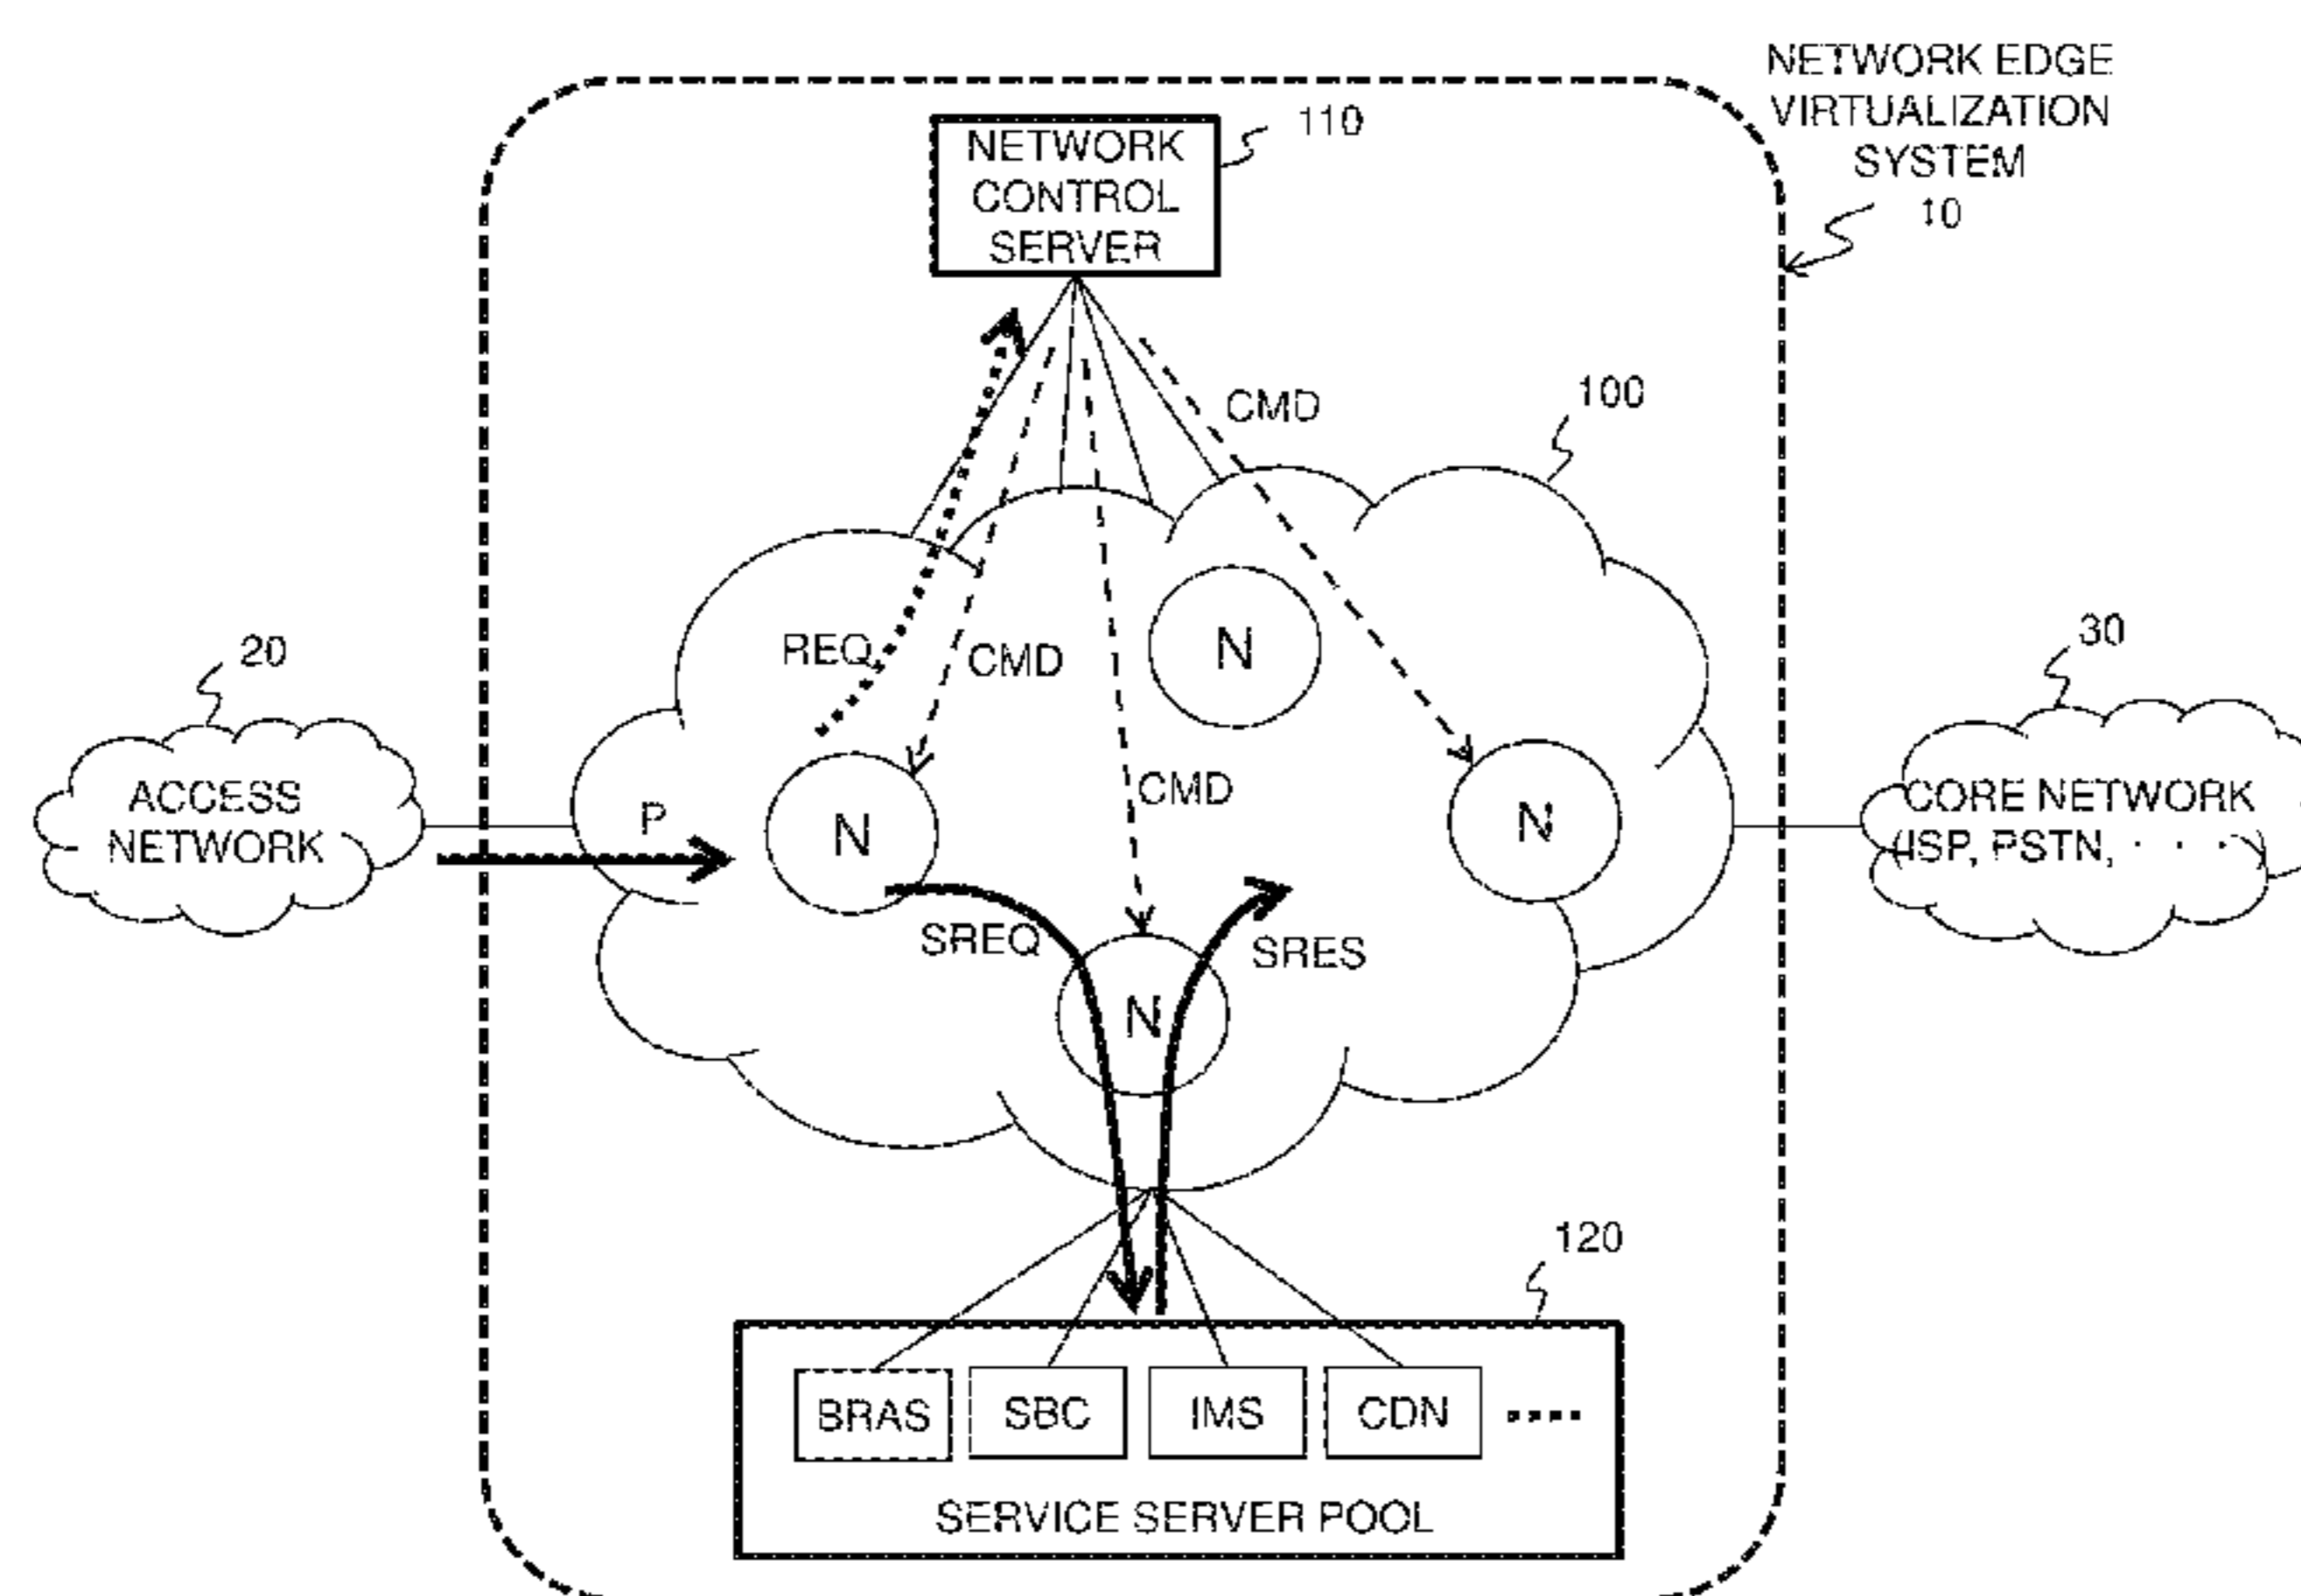 NETWORK EDGE
VIRTUALIZATION
SYSTEM
10
110
NETWORK
CONTROL
SERVER
100
CMD
20
REQ
CMD
N
30
ACCESS
NETWORK
P
N
CMD
N
CORE NETWORK
(ISP, PSTN, · · · ·)
SREQ
SRES
N
120
BRAS
SBC
IMS
CDN
SERVICE SERVER POOL